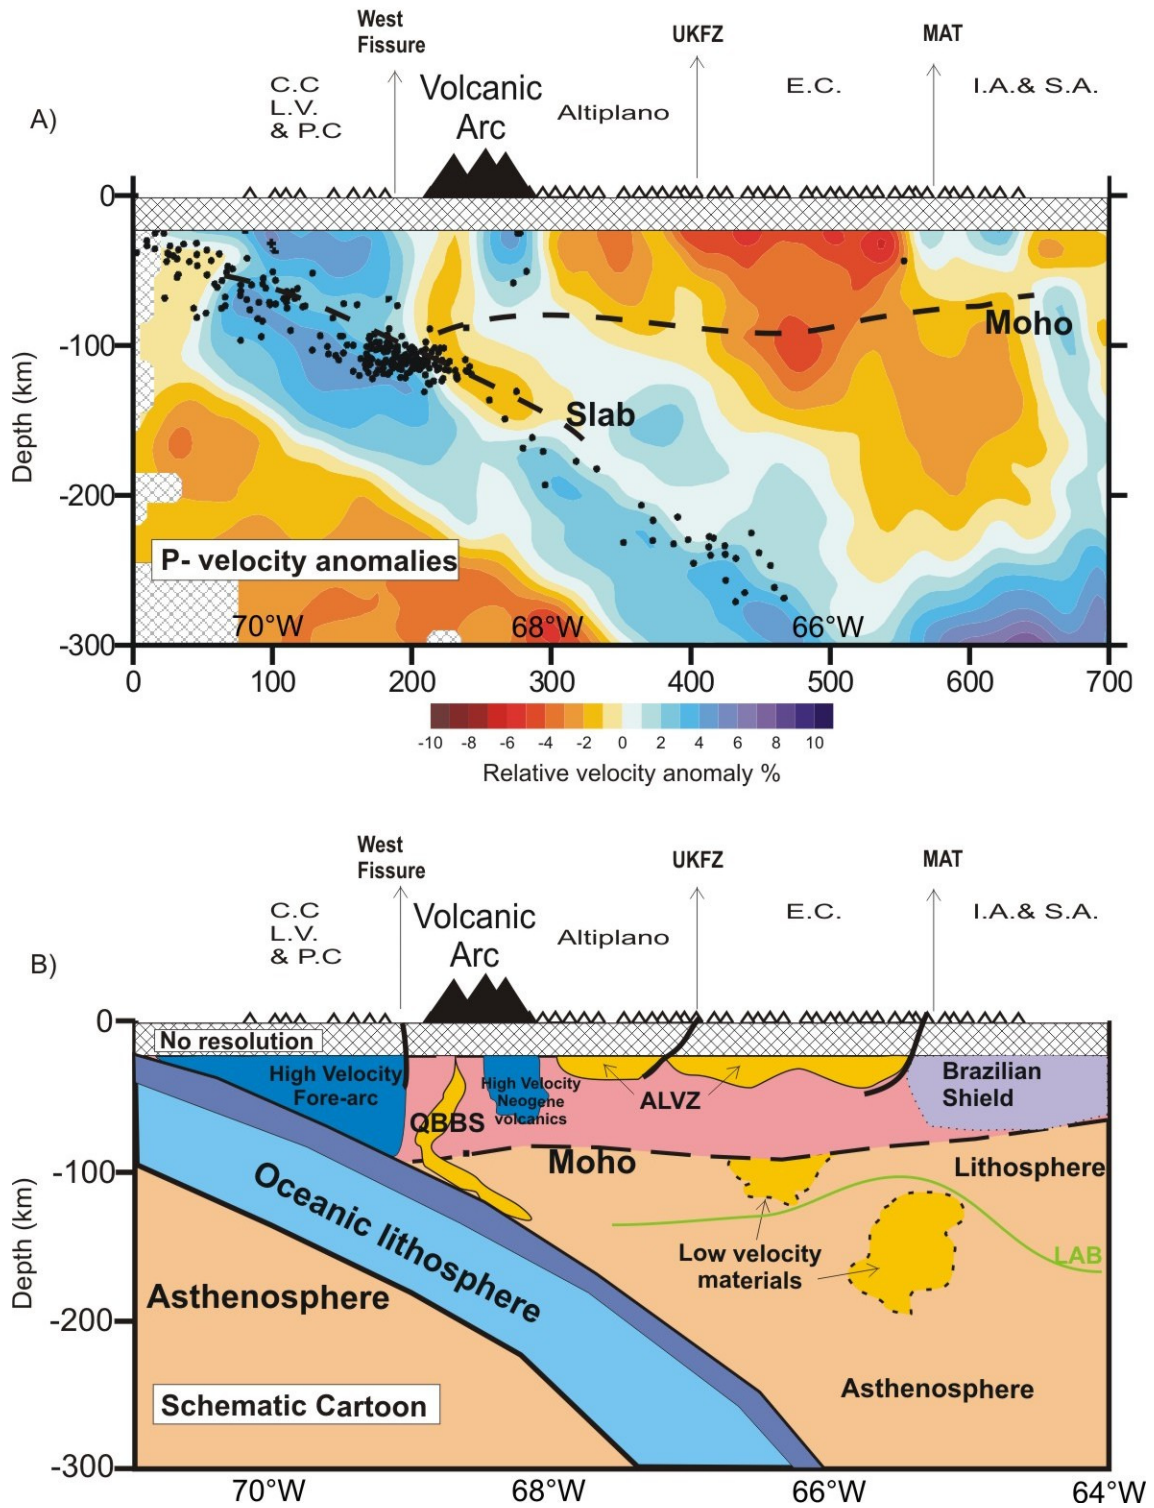 West
Fissure
UKFZ
MAT
A)
C.C
L.V.
& P.C
Volcanic
Arc
Altiplano
E.C.
I.A.& S.A.
0
-100
-200
-300
Depth (km)
Moho
Slab
P- velocity anomalies
70°W
68°W
66°W
0
100
200
300
400
500
600
700
-10
-8
-6
-4
-2
0
2
4
6
8
10
Relative velocity anomaly %
West
Fissure
UKFZ
MAT
B)
C.C
L.V.
& P.C
Volcanic
Arc
Altiplano
E.C.
I.A.& S.A.
0
-100
-200
-300
Depth (km)
No resolution
High Velocity
Fore-arc
High Velocity
Neogene
volcanics
QBBS
ALVZ
Brazilian
Shield
Moho
Lithosphere
Oceanic lithosphere
Low velocity
materials
LAB
Asthenosphere
Asthenosphere
Schematic Cartoon
70°W
68°W
66°W
64°W